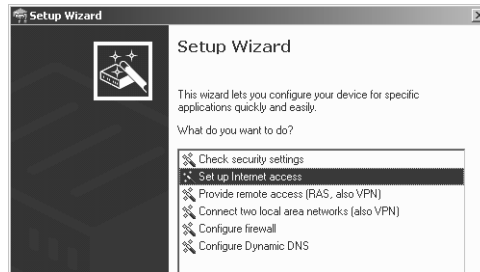 Setup Wizard
Setup Wizard
This wizard lets you configure your device for specific
applications quickly and easily.
What do you want to do?
Check security settings
Set up Internet access
Provide remote access (RAS, also VPN)
Connect two local area networks (also VPN)
Configure firewall
Configure Dynamic DNS